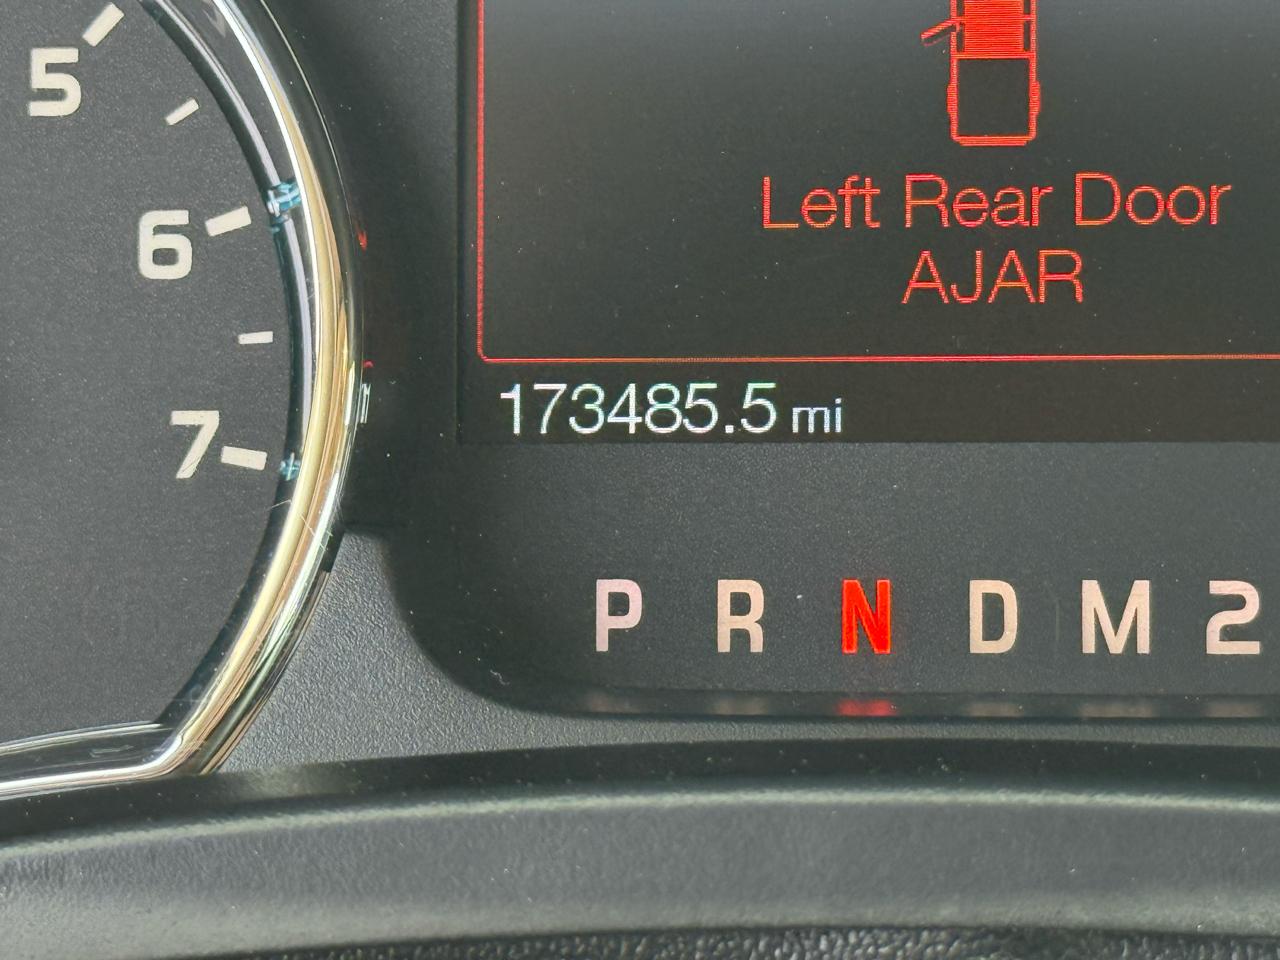 5
6
7
Left Rear Door
AJAR
173485.5 mi
P R N D M 2